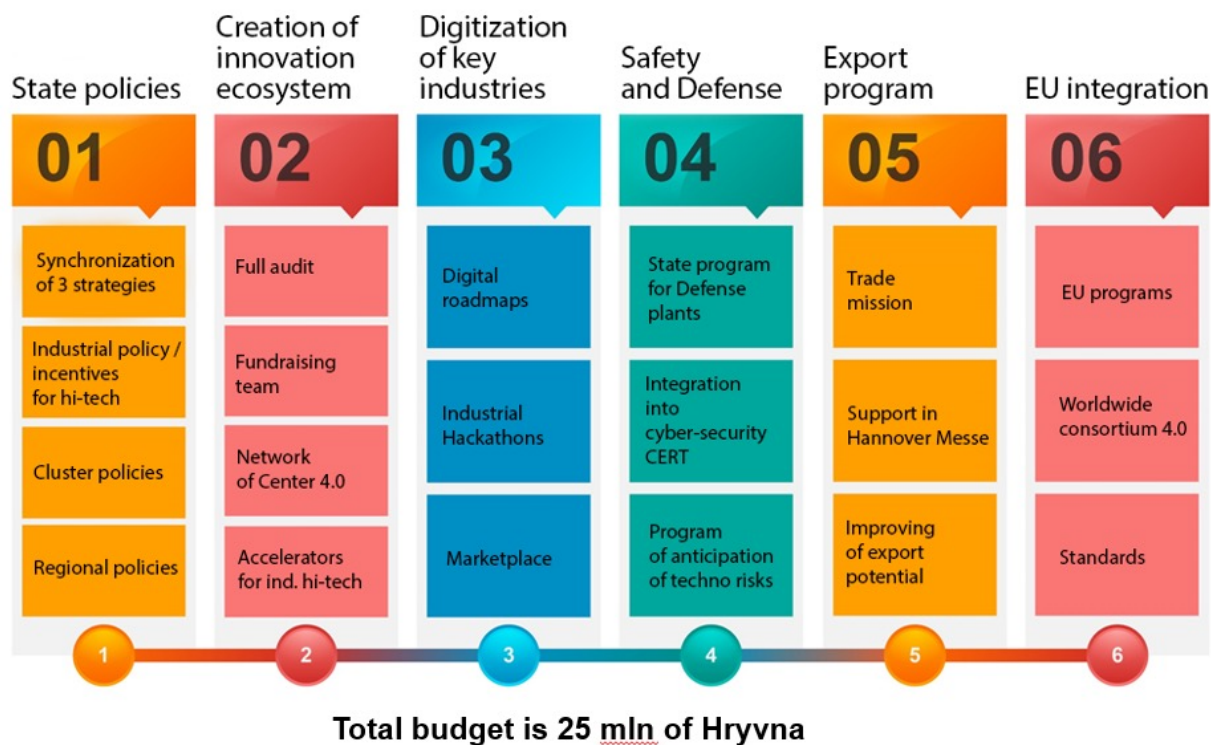 State policies
Creation of
innovation
ecosystem
Digitization
of key
industries
Safety
and Defense
Export
program
EU integration
01
02
03
04
05
06
Synchronization
of 3 strategies
Industrial policy /
incentives
for hi-tech
Cluster policies
Regional policies
Full audit
Fundraising
team
Network
of Center 4.0
Accelerators
for ind. hi-tech
Digital
roadmaps
Industrial
Hackathons
Marketplace
State program
for Defense
plants
Integration
into
cyber-security
CERT
Program
of anticipation
of techno risks
Trade
mission
Support in
Hannover Messe
Improving
of export
potential
EU programs
Worldwide
consortium 4.0
Standards
1
2
3
4
5
6
Total budget is 25 mln of Hryvna